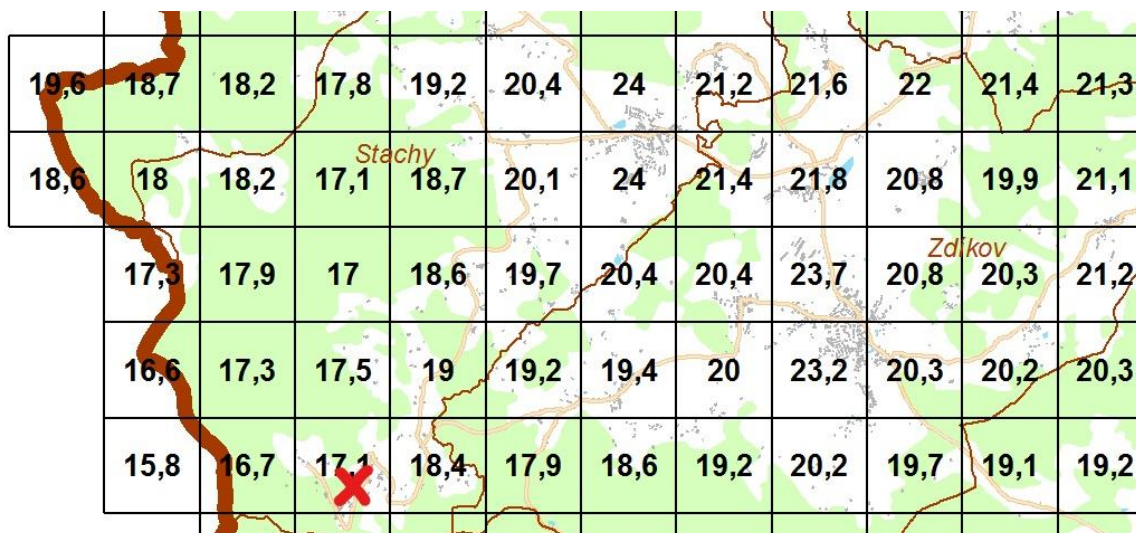 19,6 18,7 18,2 17,8 19,2 20,4 24 21,2 21,6 22 21,4 21,3
Stachy
18,6 18 18,2 17,1 18,7 20,1 24 21,4 21,8 20,8 19,9 21,1
Zdíkov
17,3 17,9 17 18,6 19,7 20,4 20,4 23,7 20,8 20,3 21,2
16,6 17,3 17,5 19 19,2 19,4 20 23,2 20,3 20,2 20,3
15,8 16,7 17,1 18,4 17,9 18,6 19,2 20,2 19,7 19,1 19,2